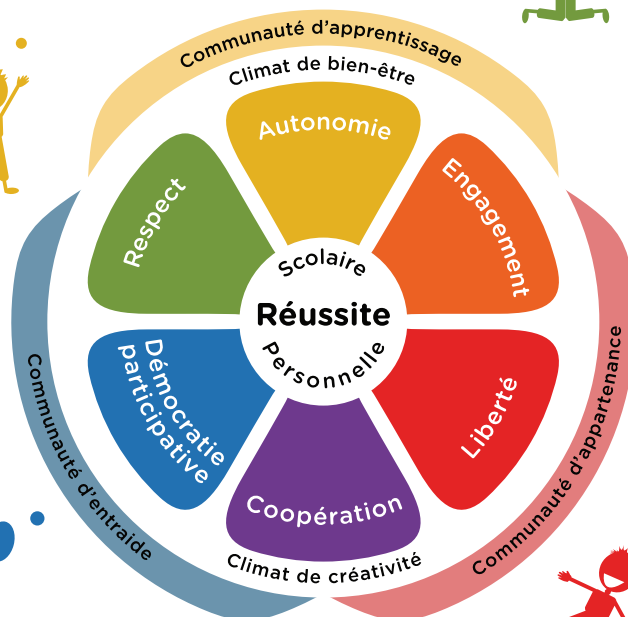 Communauté d'apprentissage
Climat de bien-être
Autonomie
Respect
Engagement
Scolaire
Réussite
Personnelle
Démocratie
participative
Liberté
Coopération
Climat de créativité
Communauté d'entraide
Communauté d'appartenance